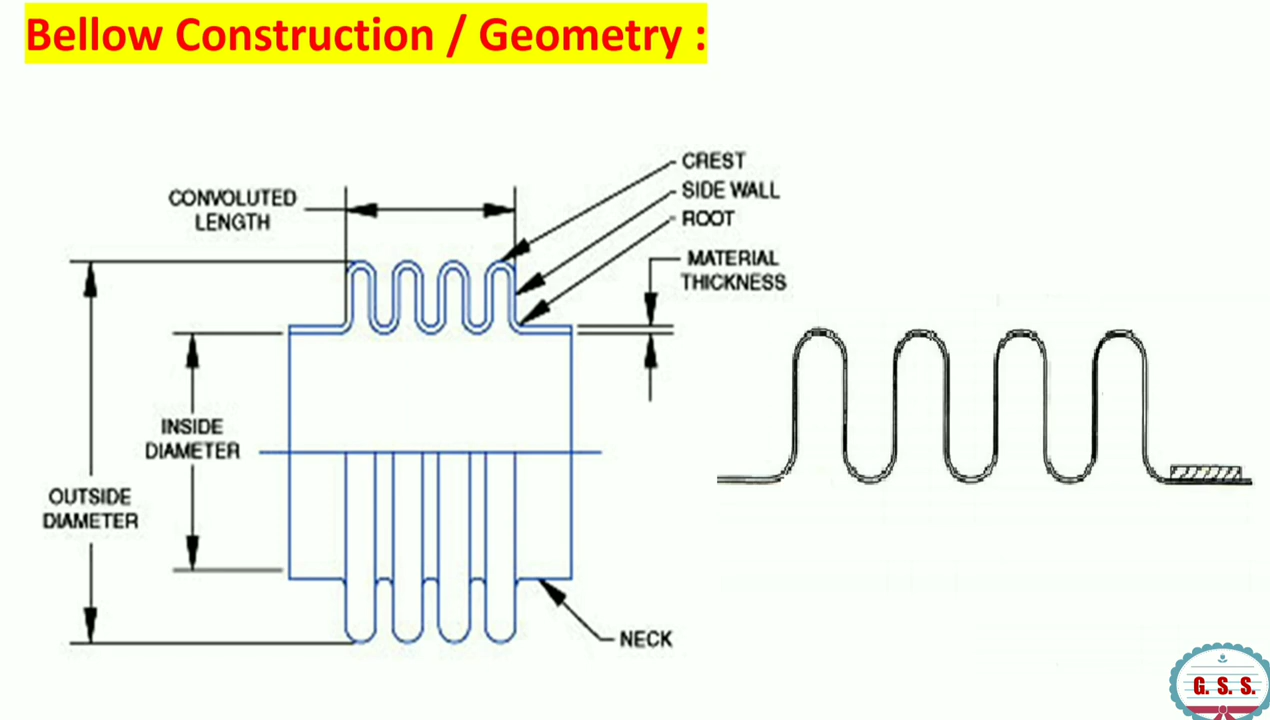 Bellow Construction / Geometry :
CONVOLUTED
LENGTH
CREST
SIDE WALL
ROOT
MATERIAL
THICKNESS
INSIDE
DIAMETER
OUTSIDE
DIAMETER
NECK
G. S. S.